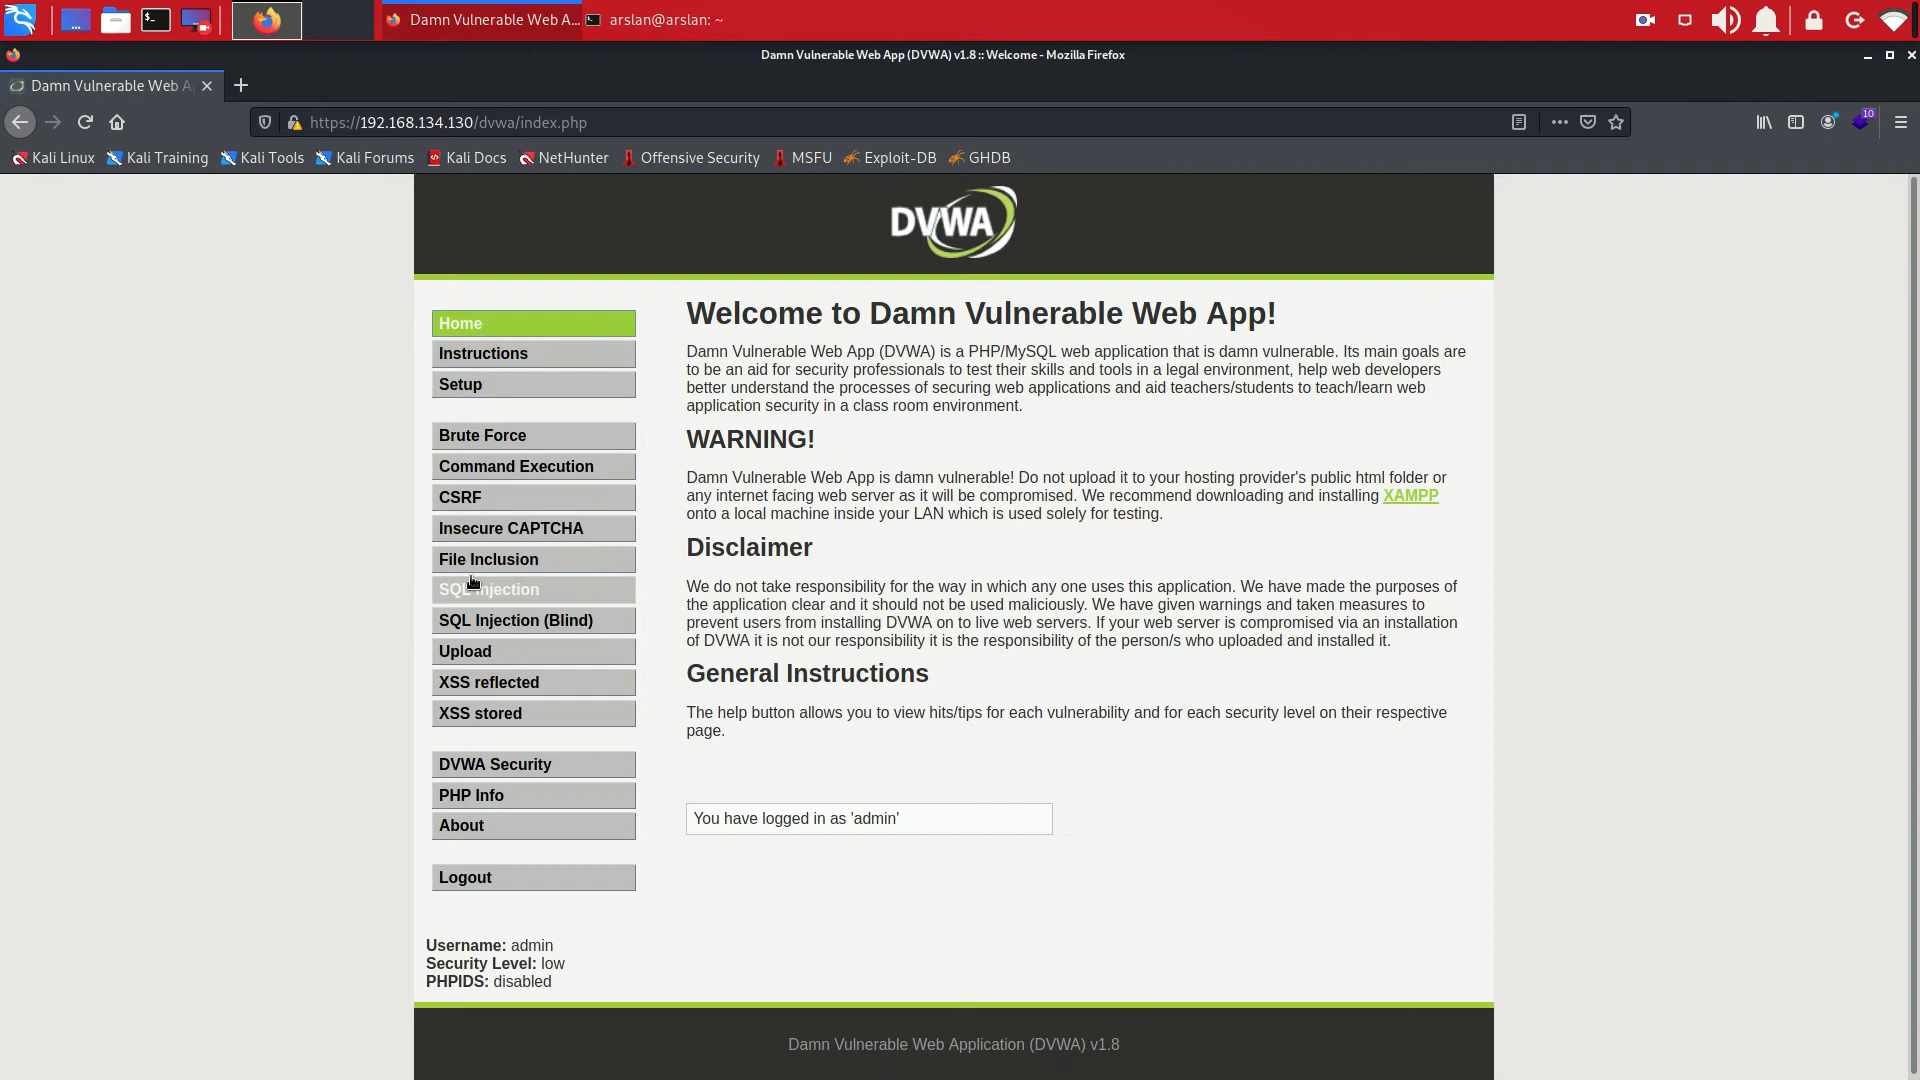 Damn Vulnerable Web A...
arslan@arslan: ~
Damn Vulnerable Web App (DVWA) v1.8 :: Welcome - Mozilla Firefox
Damn Vulnerable Web A
https://192.168.134.130/dvwa/index.php
10
Kali Linux
Kali Training
Kali Tools
Kali Forums
Kali Docs
NetHunter
Offensive Security
MSFU
Exploit-DB
GHDB
DVWA
Home
Instructions
Setup
Brute Force
Command Execution
CSRF
Insecure CAPTCHA
File Inclusion
SQL Injection
SQL Injection (Blind)
Upload
XSS reflected
XSS stored
DVWA Security
PHP Info
About
Logout
Welcome to Damn Vulnerable Web App!
Damn Vulnerable Web App (DVWA) is a PHP/MySQL web application that is damn vulnerable. Its main goals are
to be an aid for security professionals to test their skills and tools in a legal environment, help web developers
better understand the processes of securing web applications and aid teachers/students to teach/learn web
application security in a class room environment.
WARNING!
Damn Vulnerable Web App is damn vulnerable! Do not upload it to your hosting provider's public html folder or
any internet facing web server as it will be compromised. We recommend downloading and installing XAMPP
onto a local machine inside your LAN which is used solely for testing.
Disclaimer
We do not take responsibility for the way in which any one uses this application. We have made the purposes of
the application clear and it should not be used maliciously. We have given warnings and taken measures to
prevent users from installing DVWA on to live web servers. If your web server is compromised via an installation
of DVWA it is not our responsibility it is the responsibility of the person/s who uploaded and installed it.
General Instructions
The help button allows you to view hits/tips for each vulnerability and for each security level on their respective
page.
You have logged in as 'admin'
Username: admin
Security Level: low
PHPIDS: disabled
Damn Vulnerable Web Application (DVWA) v1.8